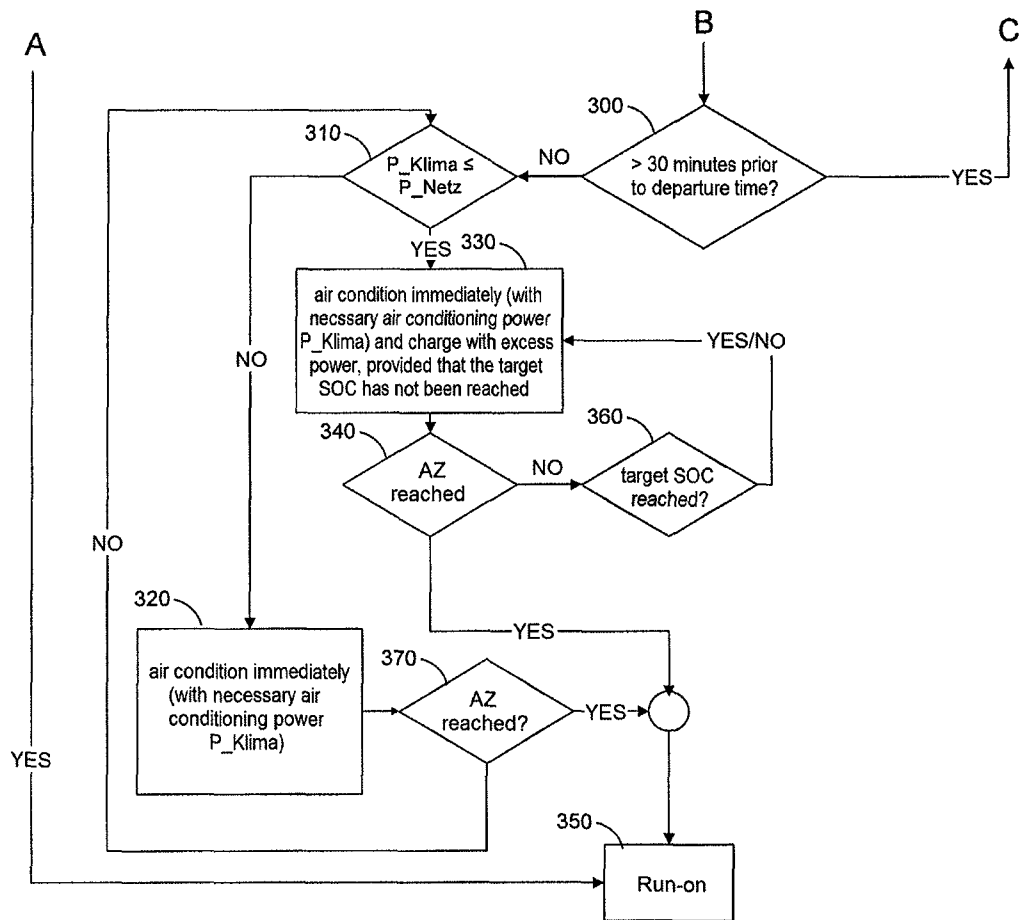 A
B
C
300
310
> 30 minutes prior
to departure time?
NO
YES
P_Klima ≤
P_Netz
YES
330
air condition immediately (with
necssary air conditioning power
P_Klima) and charge with excess
power, provided that the target
SOC has not been reached
YES/NO
NO
340
AZ
reached
NO
360
target SOC
reached?
NO
YES
320
air condition immediately
(with necessary air
conditioning power
P_Klima)
370
AZ
reached?
YES
YES
350
Run-on